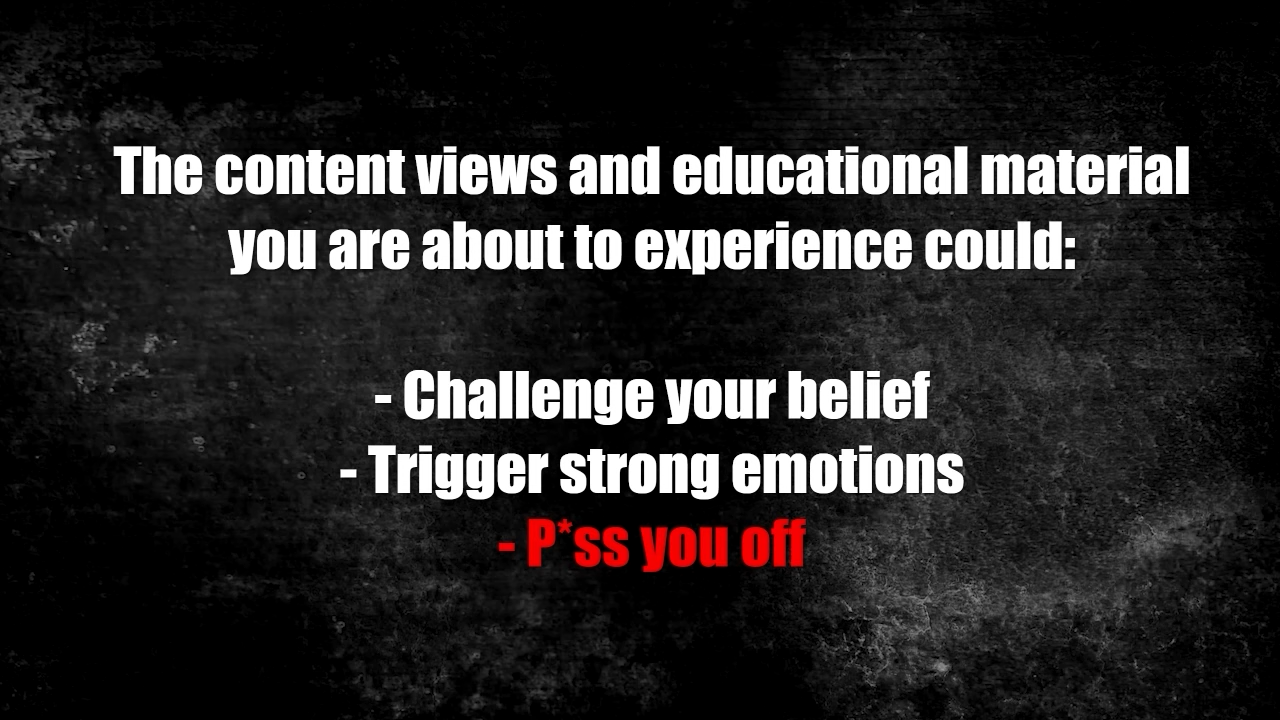 The content views and educational material
you are about to experience could:
- Challenge your belief
- Trigger strong emotions
- P*ss you off